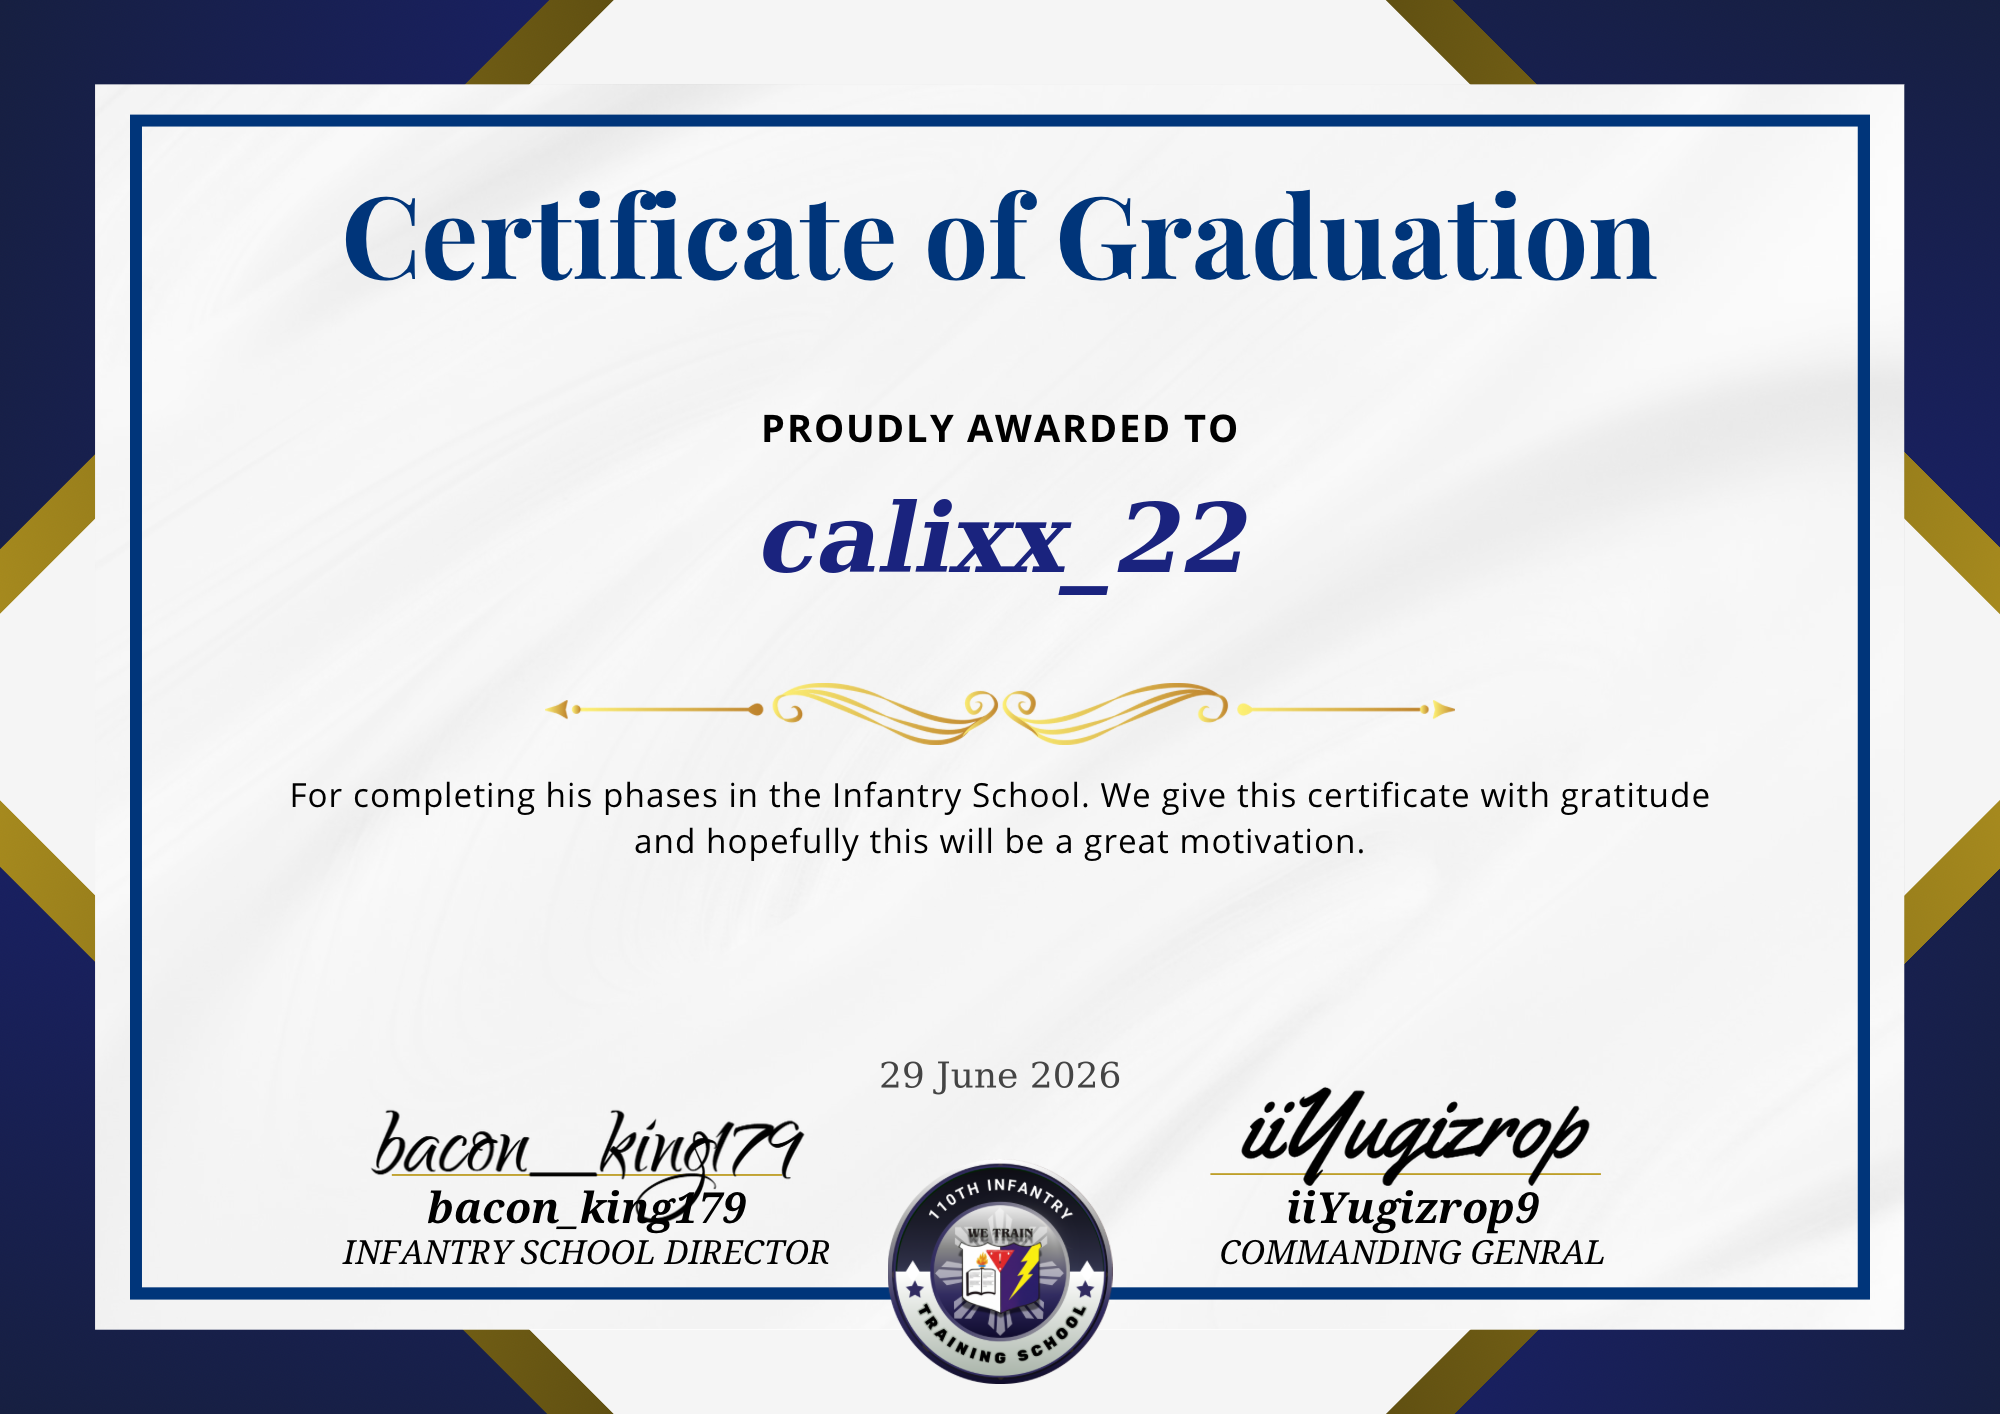 Certificate of Graduation
PROUDLY AWARDED TO
calixx_22
For completing his phases in the Infantry School. We give this certificate with gratitude
and hopefully this will be a great motivation.
29 June 2026
bacon_king179
bacon_king179
INFANTRY SCHOOL DIRECTOR
iiYugizrop
iiYugizrop9
COMMANDING GENRAL
110TH INFANTRY
WE TRAIN
TRAINING SCHOOL